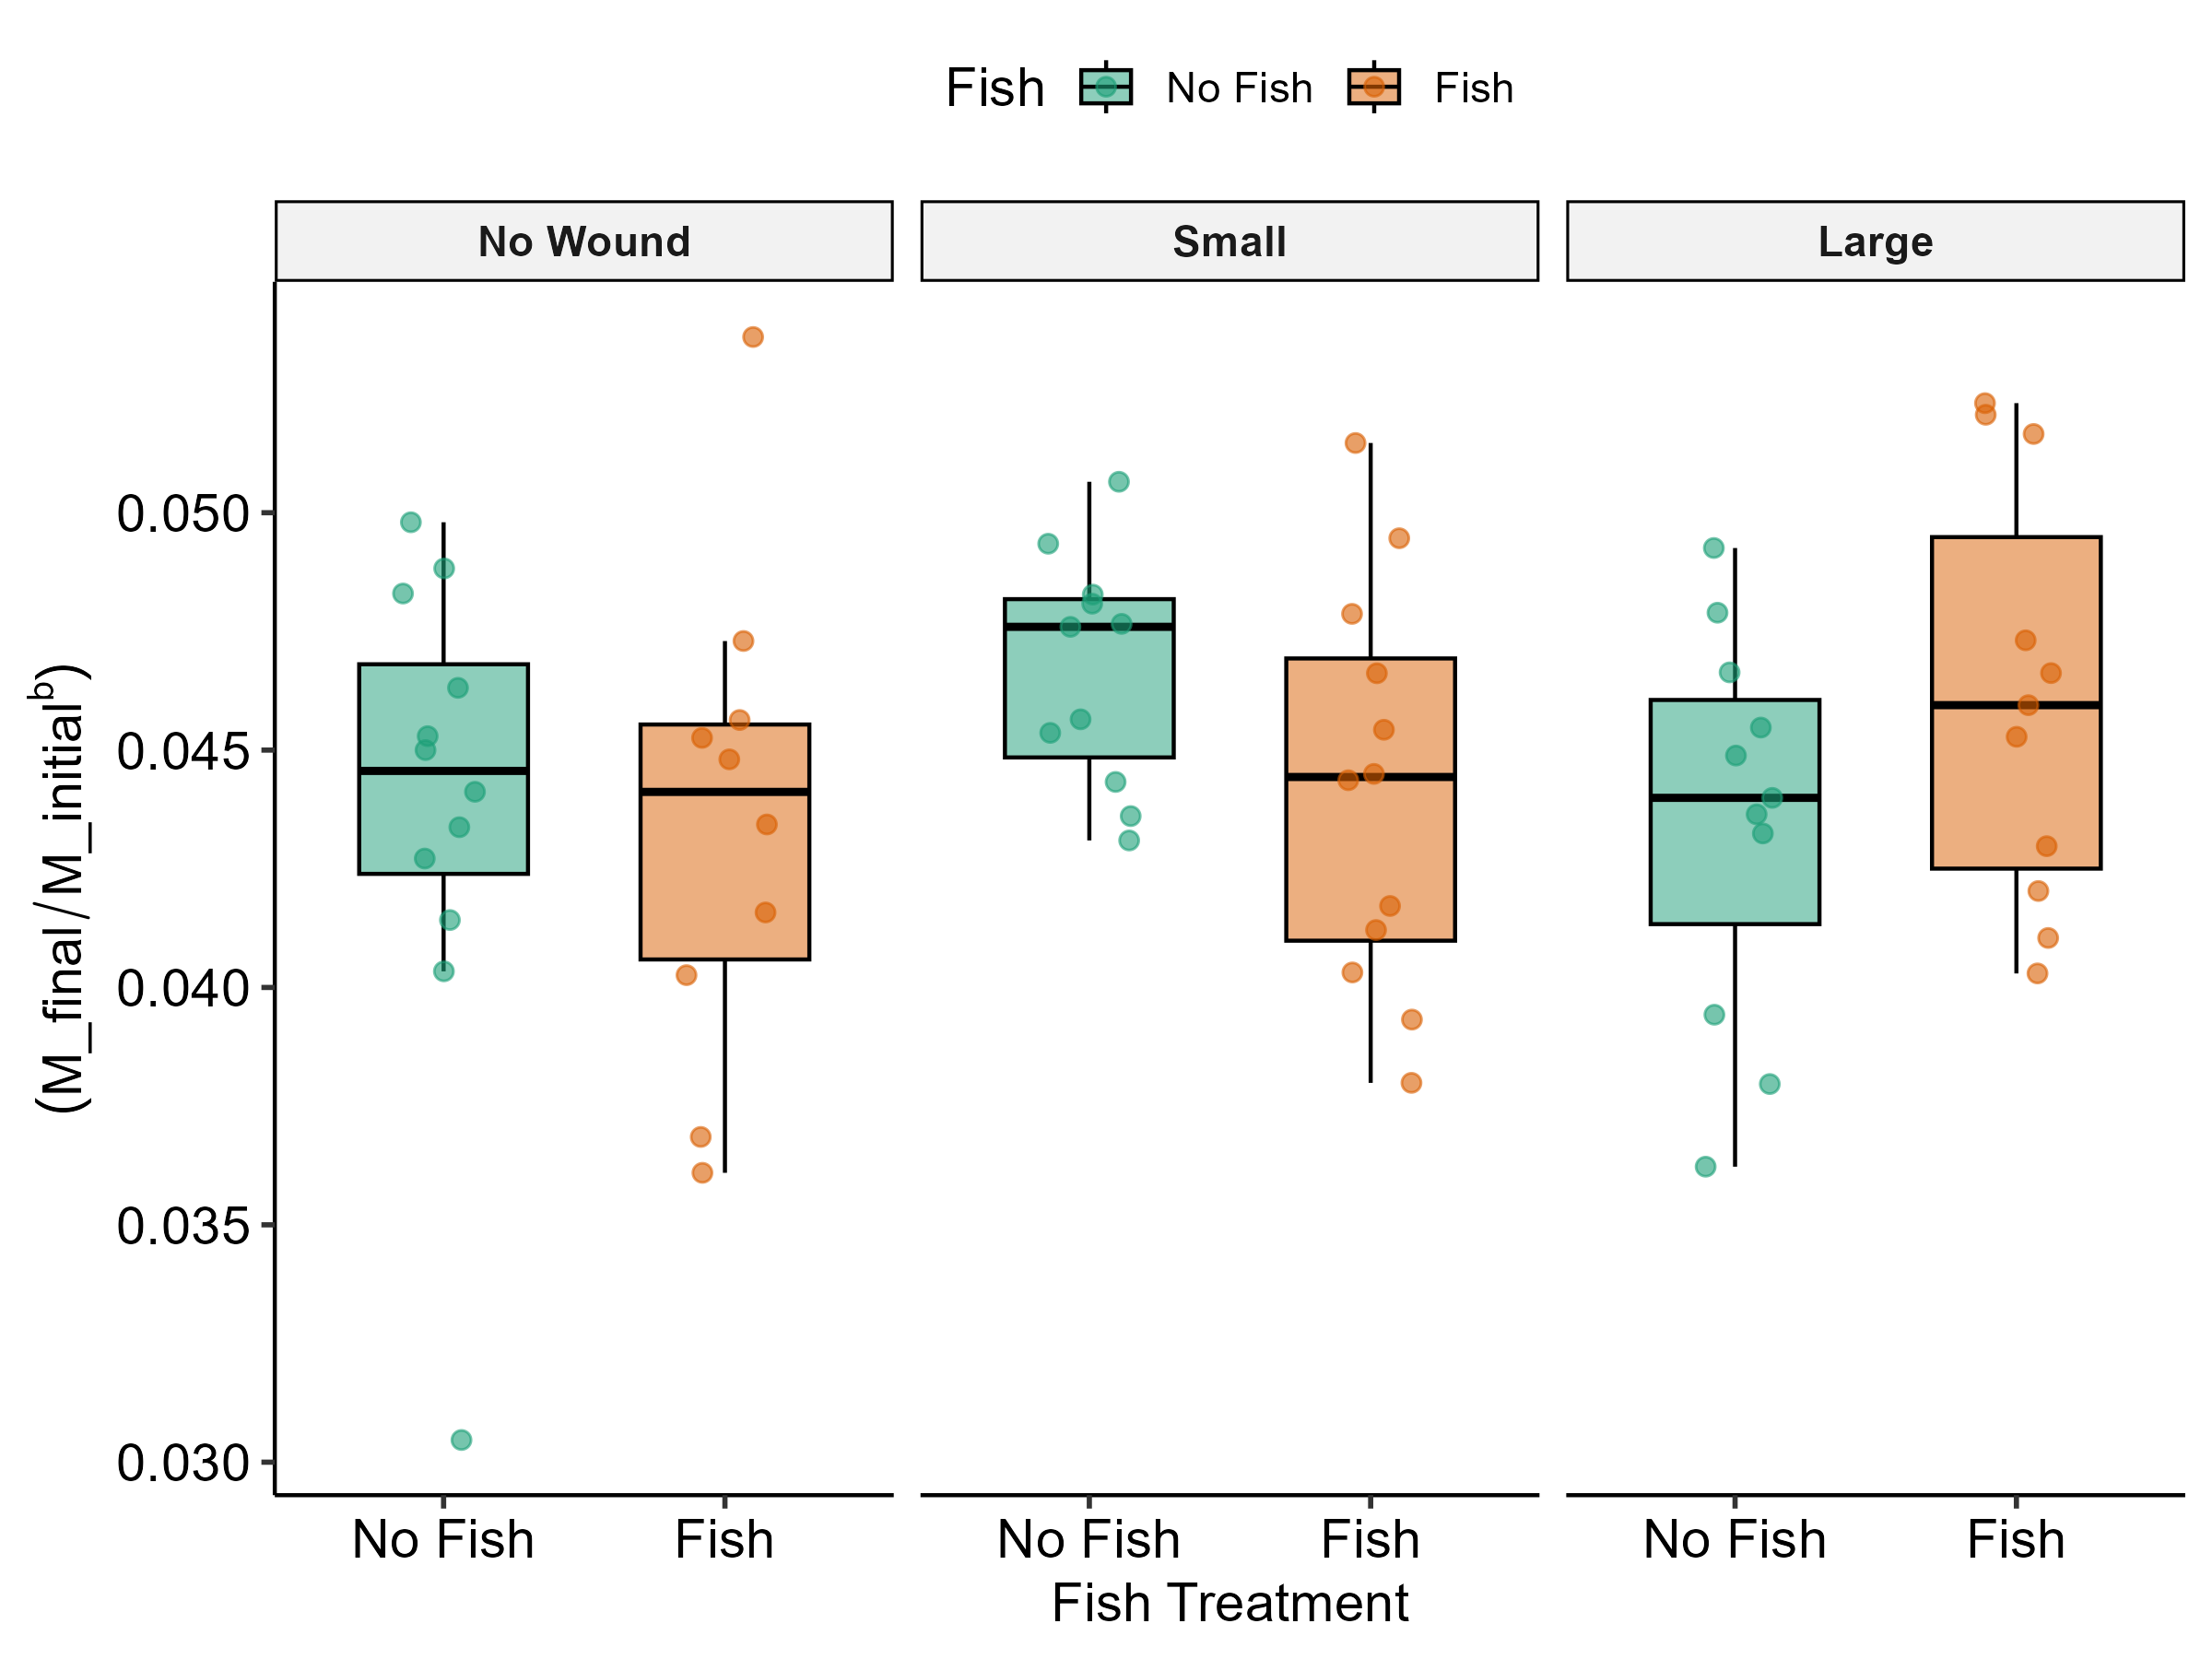 Fish No Fish Fish
No Wound Small Large
(M_final / M_initial^b)
0.050
0.045
0.040
0.035
0.030
No Fish Fish No Fish Fish No Fish Fish
Fish Treatment